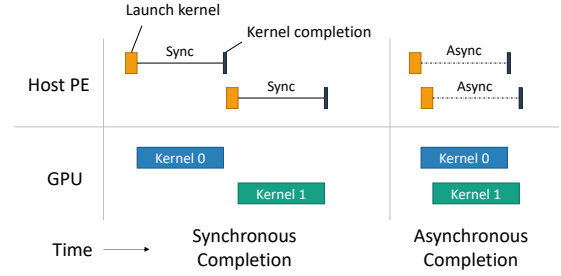 Launch kernel
Kernel completion
Sync
Async
Host PE
Sync
Async
Kernel 0
Kernel 0
GPU
Kernel 1
Kernel 1
Time
Synchronous
Completion
Asynchronous
Completion